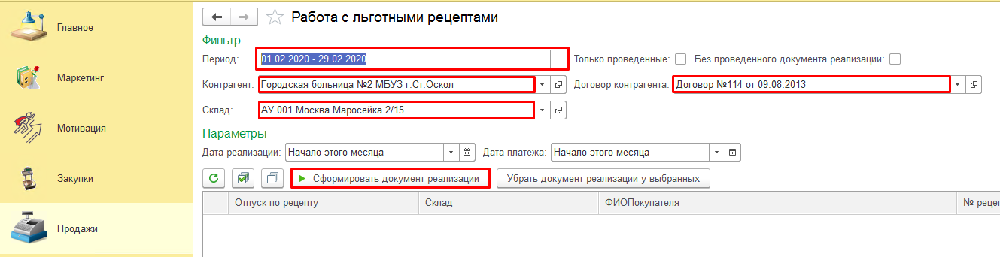 Главное
Маркетинг
Мотивация
Закупки
Продажи
Работа с льготными рецептами
Фильтр
Период: 01.02.2020 - 29.02.2020 ... Только проведенные: Без проведенного документа реализации:
Контрагент: Городская больница №2 МБУЗ г.Ст.Оскол Договор контрагента: Договор №114 от 09.08.2013
Склад: АУ 001 Москва Маросейка 2/15
Параметры
Дата реализации: Начало этого месяца Дата платежа: Начало этого месяца
Сформировать документ реализации Убрать документ реализации у выбранных
Отпуск по рецепту Склад ФИОПокупателя № рецеп